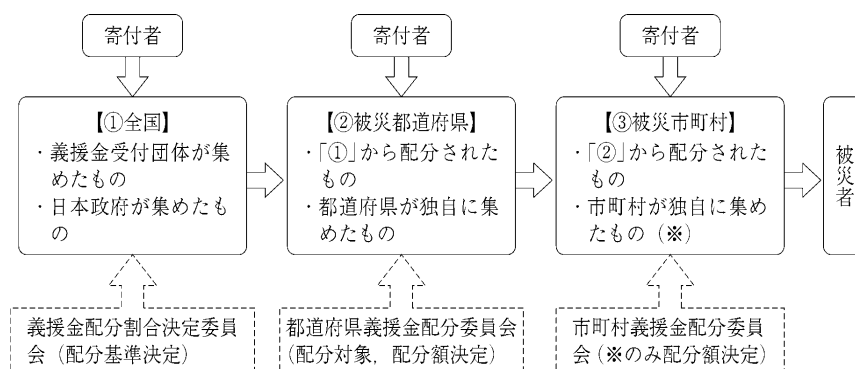 寄付者
寄付者
寄付者
【①全国】
・義援金受付団体が集
めたもの
・日本政府が集めたも
の
【②被災都道府県】
・「①」から配分された
もの
・都道府県が独自に集
めたもの
【③被災市町村】
・「②」から配分された
もの
・市町村が独自に集め
たもの（※）
被災者
義援金配分割合決定委員
会（配分基準決定）
都道府県義援金配分委員会
（配分対象，配分額決定）
市町村義援金配分委員
会（※のみ配分額決定）